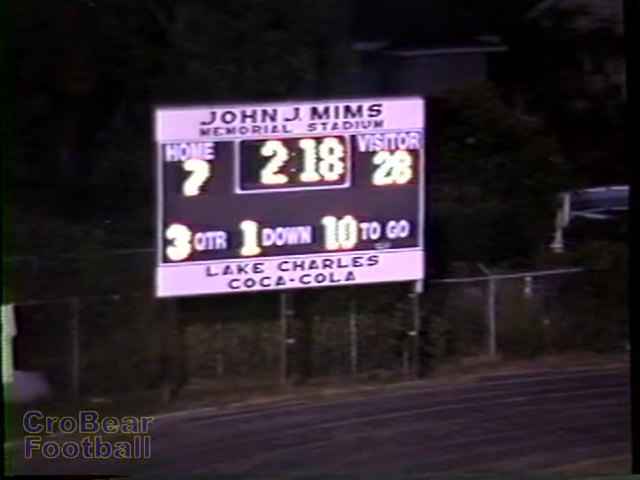 JOHN J. MIMS
MEMORIAL STADIUM
HOME 2:18 VISITOR
7 28
3 QTR 1 DOWN 10 TO GO
LAKE CHARLES
COCA-COLA
CroBear
Football